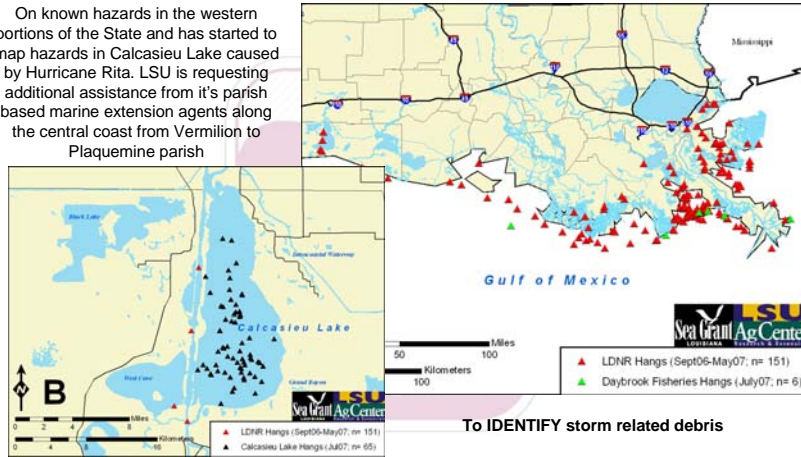 On known hazards in the western
portions of the State and has started to
map hazards in Calcasieu Lake caused
by Hurricane Rita. LSU is requesting
additional assistance from it's parish
based marine extension agents along
the central coast from Vermilion to
Plaquemine parish
Mississippi
Gulf of Mexico
50 100 Miles
100 Kilometers
Sea Grant
LOUISIANA
LSU
AgCenter
Research & Extension
LDNR Hangs (Sept06-May07; n= 151)
Daybrook Fisheries Hangs (July07; n= 6)
Black Lake
Intracoastal Waterway
Calcasieu Lake
West Cove
Grand Bayou
N
B
0 2 4 8
Miles
0 4 8 16
Kilometers
Sea Grant
LOUISIANA
LSU
AgCenter
LDNR Hangs (Sept06-May07; n= 151)
Calcasieu Lake Hangs (Jul07; n= 65)
To IDENTIFY storm related debris